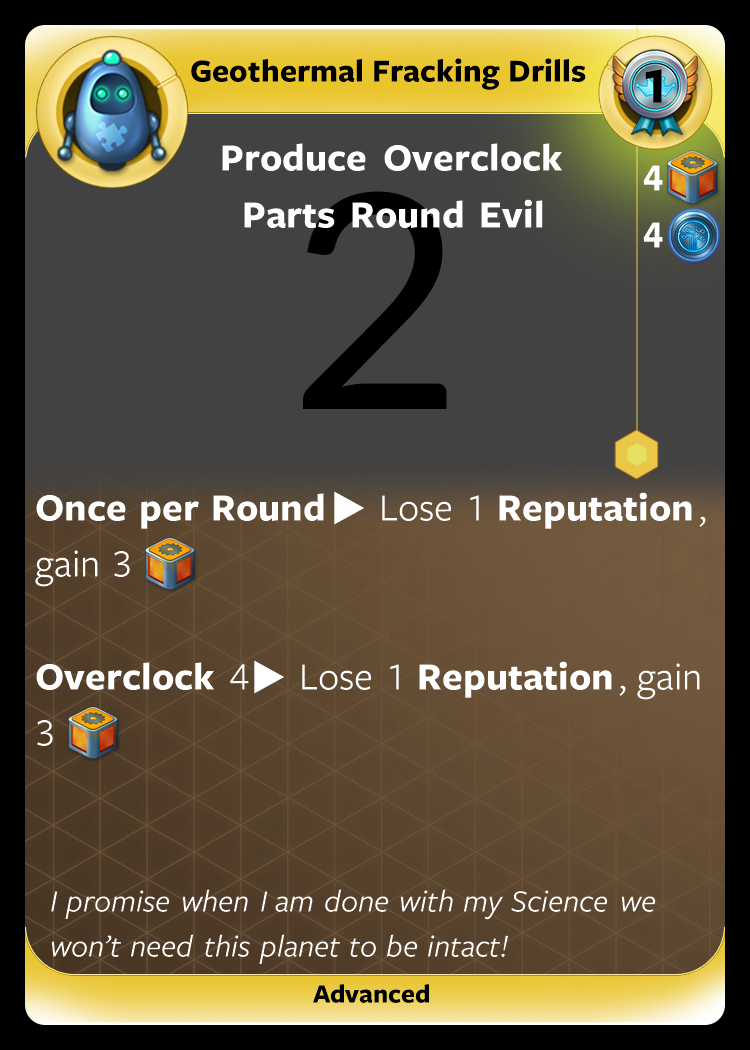 Geothermal Fracking Drills
1
Produce Overclock
Parts Round Evil
4
4
2
Once per Round▶ Lose 1 Reputation,
gain 3
Overclock 4▶ Lose 1 Reputation, gain
3
I promise when I am done with my Science we
won't need this planet to be intact!
Advanced